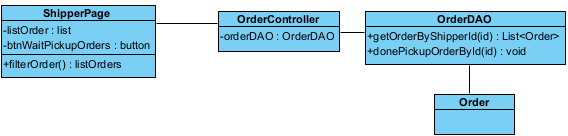 ShipperPage
-listOrder : list
-btnWaitPickupOrders : button
+filterOrder() : listOrders
OrderController
-orderDAO : OrderDAO
OrderDAO
+getOrderByShipperId(id) : List<Order>
+donePickupOrderById(id) : void
Order